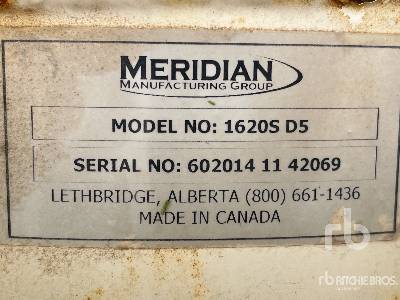 MERIDIAN
MANUFACTURING GROUP
MODEL NO: 1620S D5
SERIAL NO: 602014 11 42069
LETHBRIDGE, ALBERTA (800) 661-1436
MADE IN CANADA
rb
rb RITCHIE BROS.